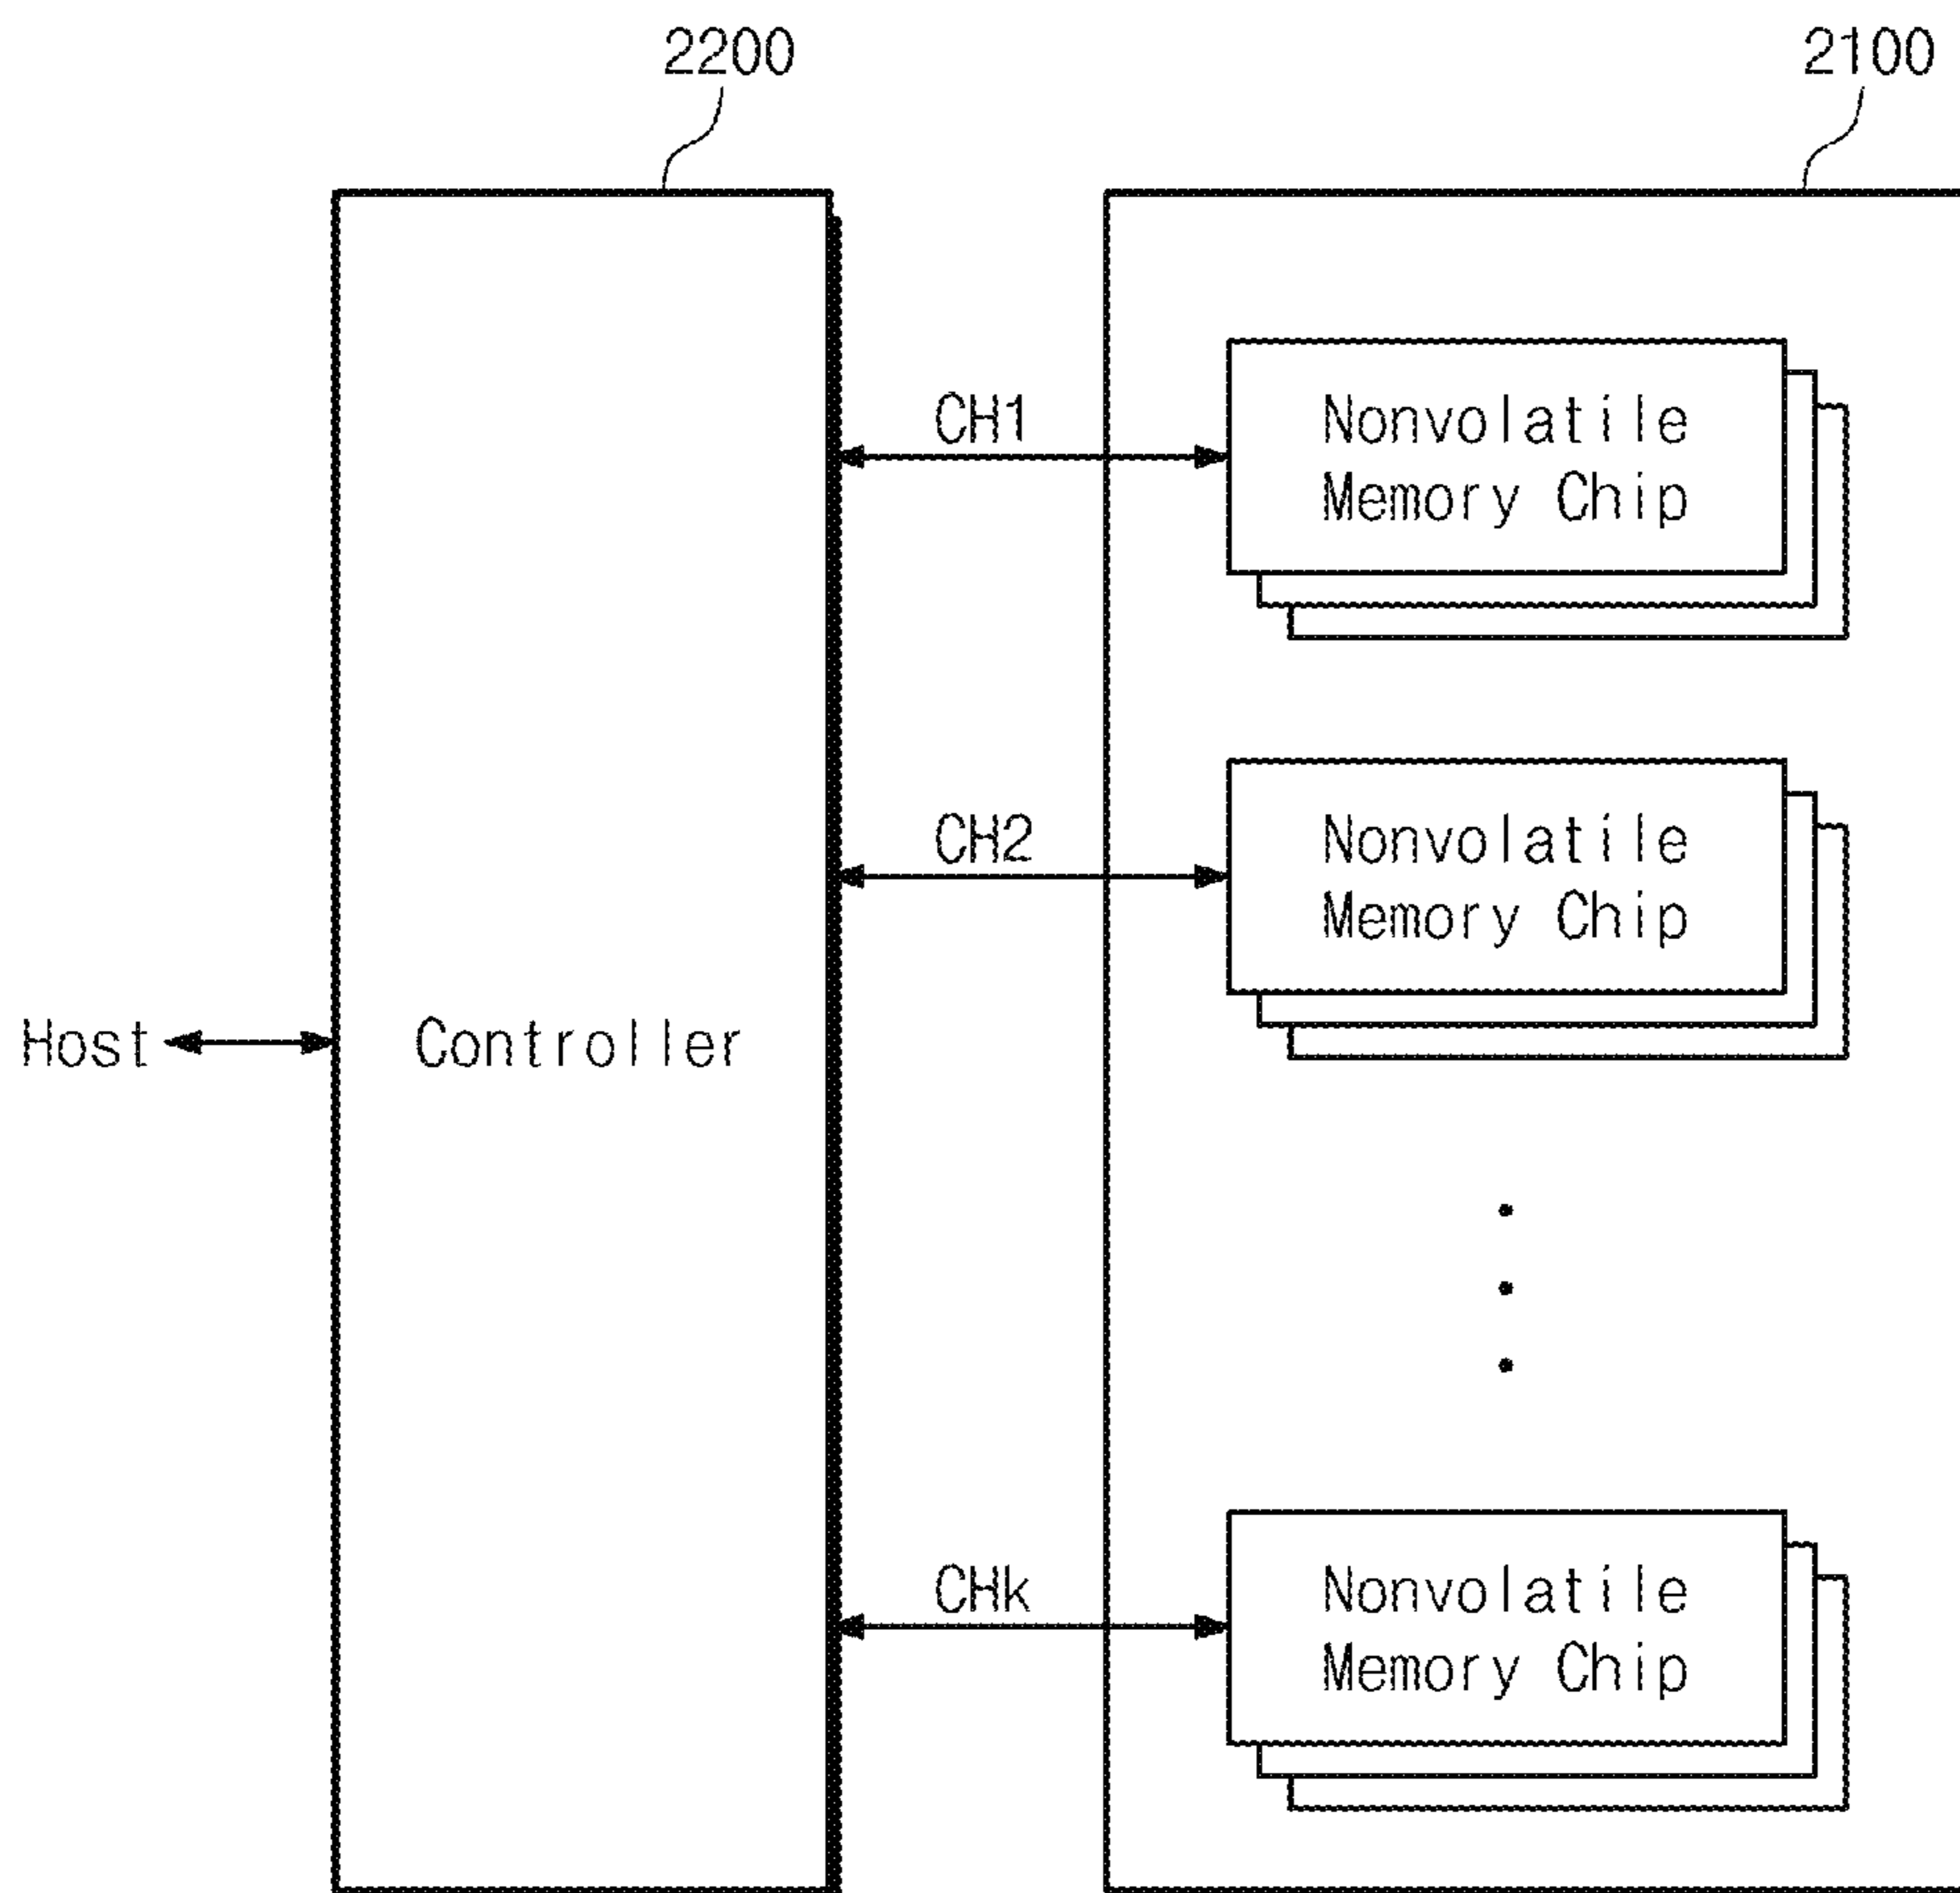 2200
2100
CH1
Nonvolatile
Memory Chip
CH2
Nonvolatile
Memory Chip
Host
Controller
CHk
Nonvolatile
Memory Chip